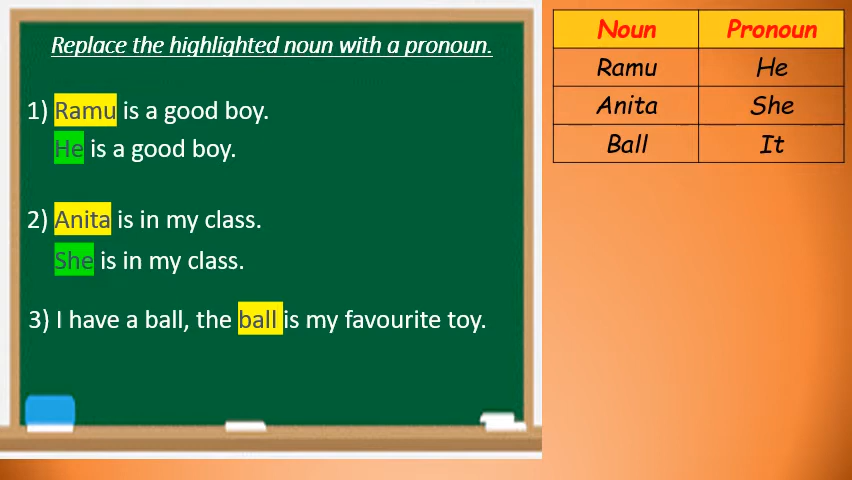 Replace the highlighted noun with a pronoun.
1) Ramu is a good boy.
He is a good boy.
2) Anita is in my class.
She is in my class.
3) I have a ball, the ball is my favourite toy.
Noun Pronoun
Ramu He
Anita She
Ball It